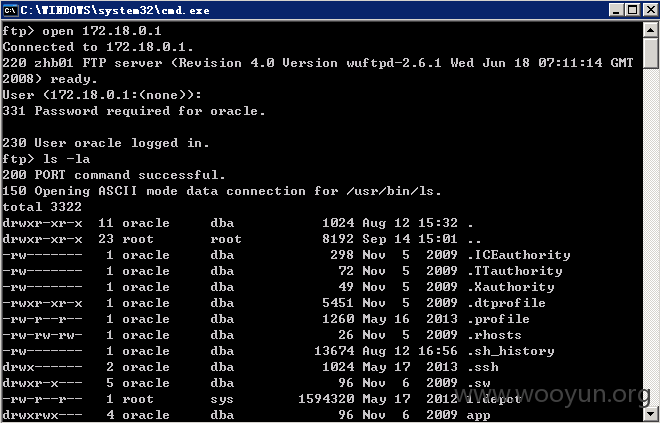 C:\WINDOWS\system32\cmd.exe
ftp> open 172.18.0.1
Connected to 172.18.0.1.
220 zhb01 FTP server (Revision 4.0 Version wuftpd-2.6.1 Wed Jun 18 07:11:14 GMT
2008) ready.
User (172.18.0.1:(none)):
331 Password required for oracle.
230 User oracle logged in.
ftp> ls -la
200 PORT command successful.
150 Opening ASCII mode data connection for /usr/bin/ls.
total 3322
drwxr-xr-x 11 oracle dba 1024 Aug 12 15:32 .
drwxr-xr-x 23 root root 8192 Sep 14 15:01 ..
-rw------- 1 oracle dba 298 Nov 5 2009 .ICEauthority
-rw------- 1 oracle dba 72 Nov 5 2009 .TTauthority
-rw------- 1 oracle dba 49 Nov 5 2009 .Xauthority
-rwxr-xr-x 1 oracle dba 5451 Nov 5 2009 .dtprofile
-rw-r--r-- 1 oracle dba 1260 May 16 2013 .profile
-rw-rw-rw- 1 oracle dba 26 Nov 5 2009 .rhosts
-rw------- 1 oracle dba 13674 Aug 12 16:56 .sh_history
drwx------ 2 oracle dba 1024 May 17 2013 .ssh
drwxr-x--- 5 oracle dba 96 Nov 6 2009 .sw
-rw-r--r-- 1 root sys 1594320 May 17 2012
drwxrwx--- 4 oracle dba 96 Nov 6 2009 app
www.wooyun.org